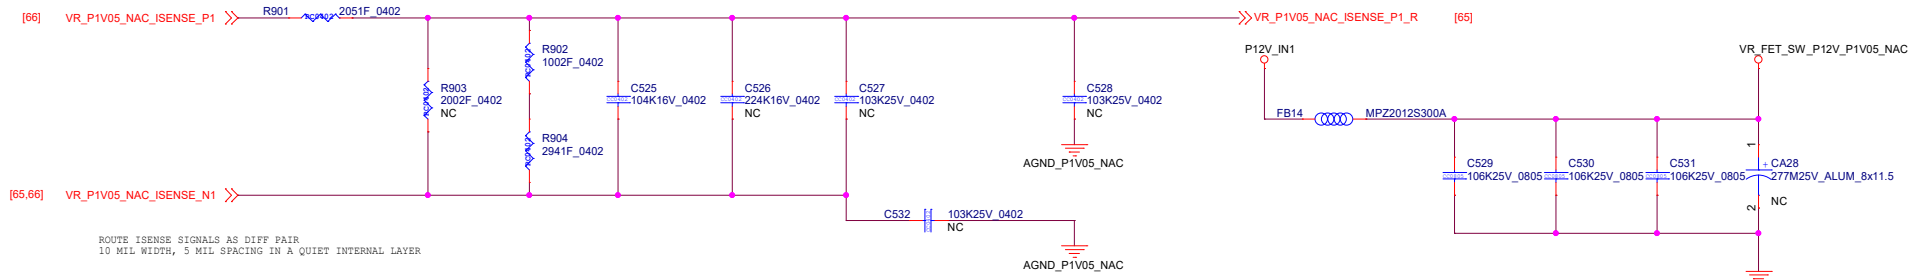 [66] VR_P1V05_NAC_ISENSE_P1
R901 2051F_0402
VR_P1V05_NAC_ISENSE_P1_R [65]
R902
1002F_0402
R903
2002F_0402
NC
R904
2941F_0402
C525
104K16V_0402
C526
224K16V_0402
NC
C527
103K25V_0402
NC
C528
103K25V_0402
NC
AGND_P1V05_NAC
[65,66] VR_P1V05_NAC_ISENSE_N1
C532 103K25V_0402
NC
AGND_P1V05_NAC
ROUTE ISENSE SIGNALS AS DIFF PAIR
10 MIL WIDTH, 5 MIL SPACING IN A QUIET INTERNAL LAYER
P12V_IN1
VR_FET_SW_P12V_P1V05_NAC
FB14 MPZ2012S300A
C529
106K25V_0805
C530
106K25V_0805
C531
106K25V_0805
1
+ CA28
277M25V_ALUM_8x11.5
2
NC